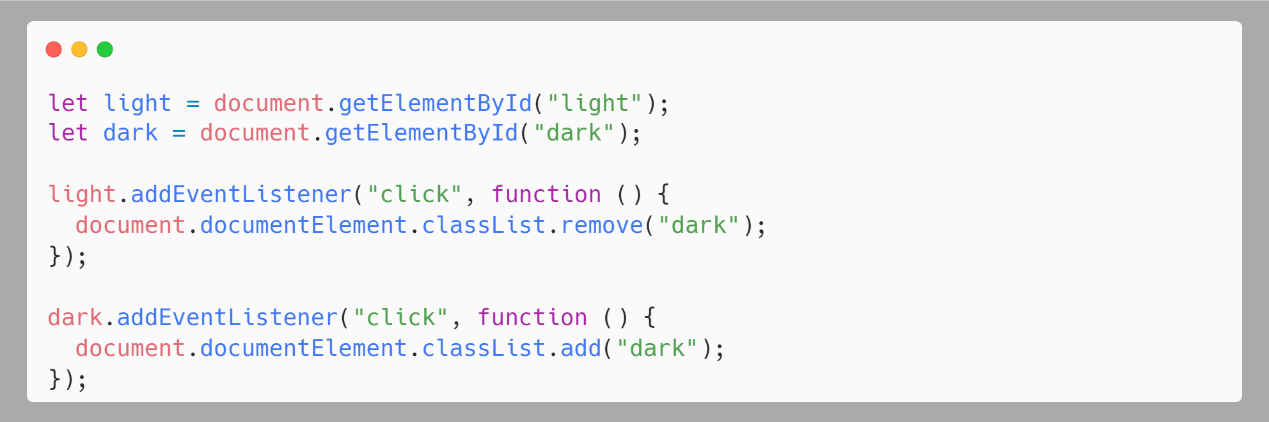 let light = document.getElementById("light");
let dark = document.getElementById("dark");

light.addEventListener("click", function () {
  document.documentElement.classList.remove("dark");
});

dark.addEventListener("click", function () {
  document.documentElement.classList.add("dark");
});